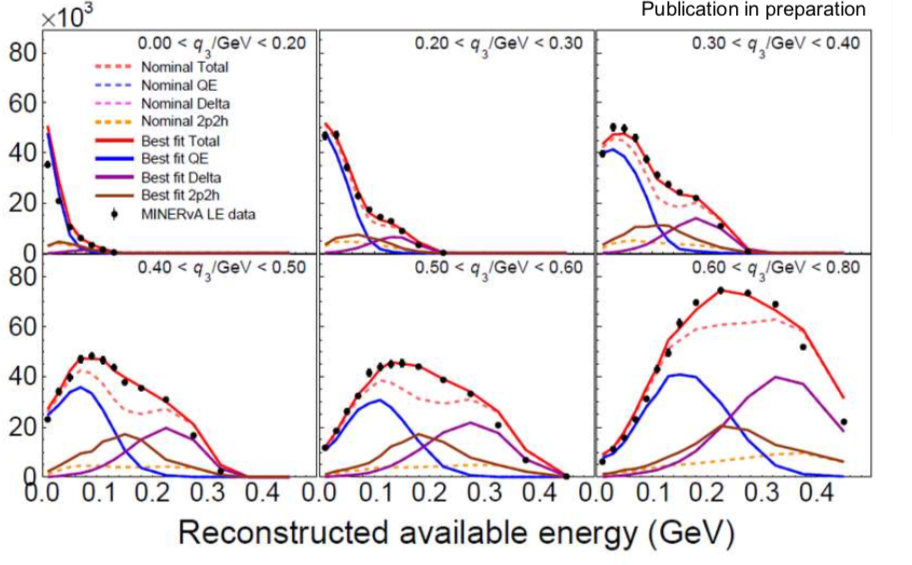 Publication in preparation
×10³
0.00 < q₃/GeV < 0.20
0.20 < q₃/GeV < 0.30
0.30 < q₃/GeV < 0.40
80
60
40
20
0
Nominal Total
Nominal QE
Nominal Delta
Nominal 2p2h
Best fit Total
Best fit QE
Best fit Delta
Best fit 2p2h
MINERvA LE data
0.40 < q₃/GeV < 0.50
0.50 < q₃/GeV < 0.60
0.60 < q₃/GeV < 0.80
80
60
40
20
0
0.0 0.1 0.2 0.3 0.4 0.0 0.1 0.2 0.3 0.4 0.0 0.1 0.2 0.3 0.4
Reconstructed available energy (GeV)